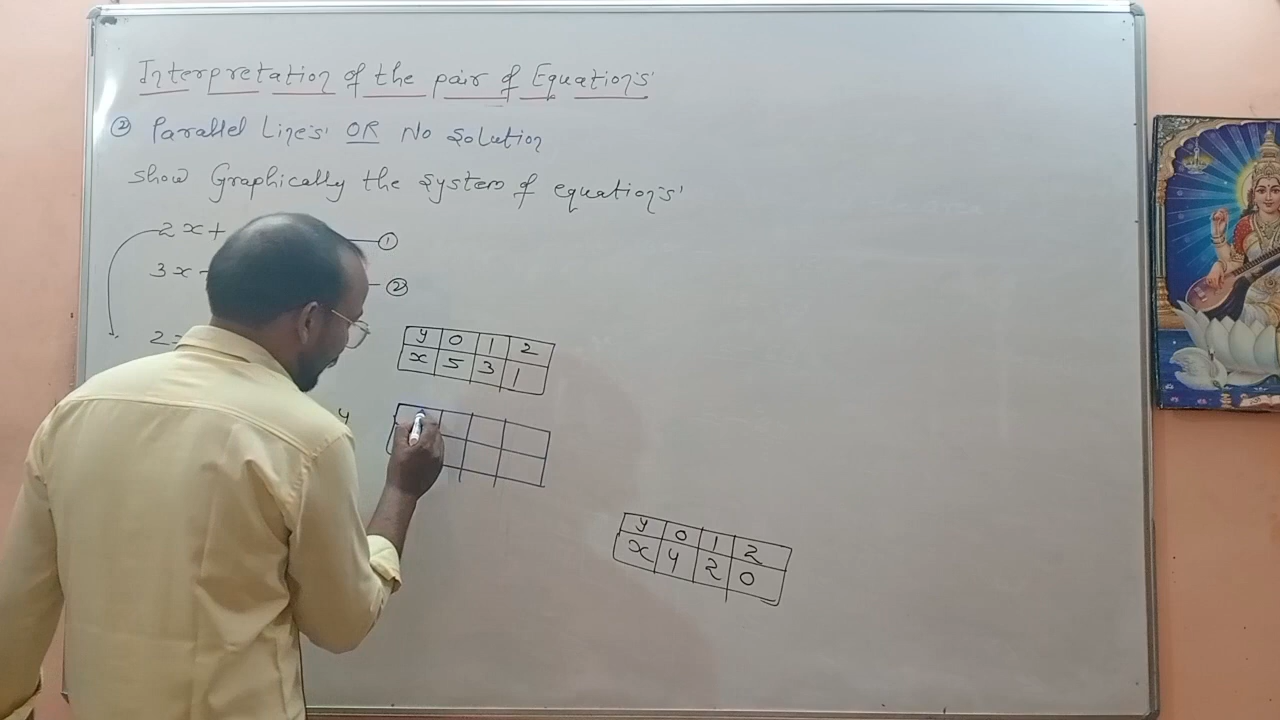 Interpretation of the pair of Equations
② Parallel Lines OR No Solution
Show Graphically the System of equations
2x+ ①
3x- ②
2x
y 0 1 2
x 5 3 1
y
y 0 1 2
x 4 2 0